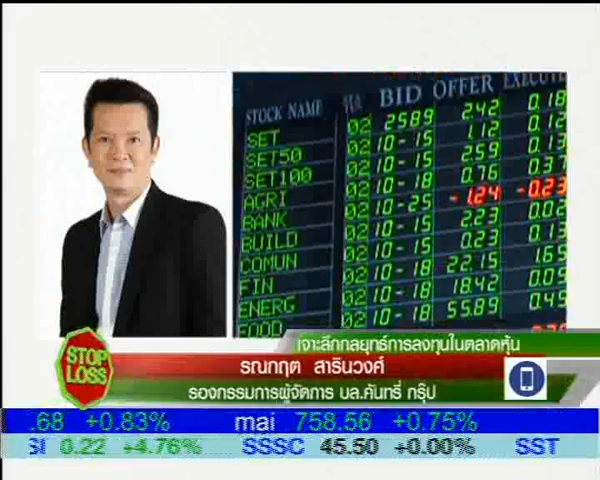 STOCK NAME BID OFFER EXECUTE
SET 02 2589 2.42 0.18
SET50 02 10-15 1.12 0.12
SET100 02 10-15 2.59 0.13
AGRI 02 10-18 0.76 0.37
BANK 02 10-25 -1.24 -0.23
BUILD 02 10-15 2.23 0.02
COMUN 02 10-15 0.23 0.13
FIN 02 10-18 22.15 1.65
ENERG 02 10-18 18.42 0.09
FOOD 02 10-18 55.89 0.45
เจาะลึกกลยุทธ์การลงทุนในตลาดหุ้น
STOP LOSS
รณกฤต สารินวงศ์
รองกรรมการผู้จัดการ บล.คันทรี่ กรุ๊ป
.68 +0.83% mai 758.56 +0.75%
SI 0.22 +4.76% SSSC 45.50 +0.00% SST